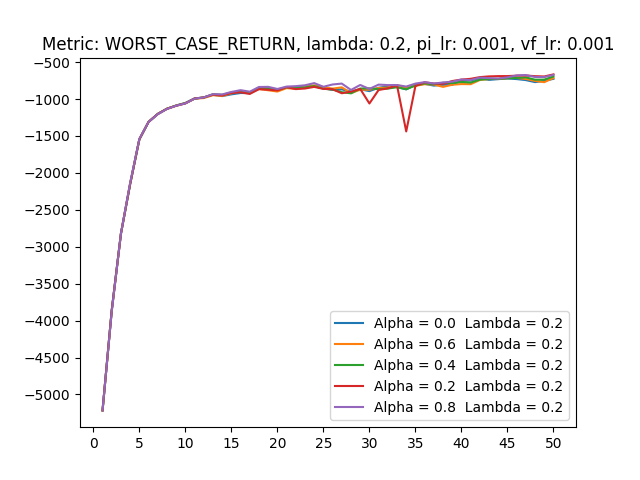 Metric: WORST_CASE_RETURN, lambda: 0.2, pi_lr: 0.001, vf_lr: 0.001
−500
−1000
−1500
−2000
−2500
−3000
−3500
−4000
−4500
−5000
Alpha = 0.0  Lambda = 0.2
Alpha = 0.6  Lambda = 0.2
Alpha = 0.4  Lambda = 0.2
Alpha = 0.2  Lambda = 0.2
Alpha = 0.8  Lambda = 0.2
0 5 10 15 20 25 30 35 40 45 50